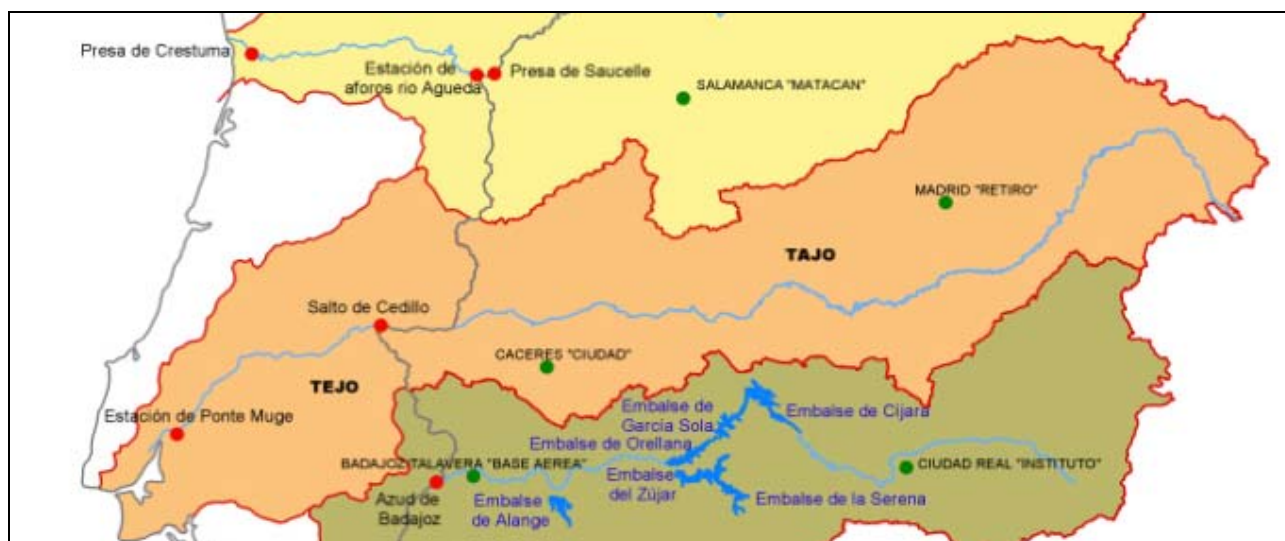 Presa de Crestuma
Estación de
aforos rio Agueda
Presa de Saucelle
SALAMANCA "MATACAN"
MADRID "RETIRO"
TAJO
Salto de Cedillo
CACERES "CIUDAD"
TEJO
Estación de Ponte Muge
Embalse de
García Sola
Embalse de Cíjara
Embalse de Orellana
BADAJOZ/TALAVERA "BASE AEREA"
Embalse
del Zújar
CIUDAD REAL "INSTITUTO"
Azud de
Badajoz
Embalse
de Alange
Embalse de la Serena